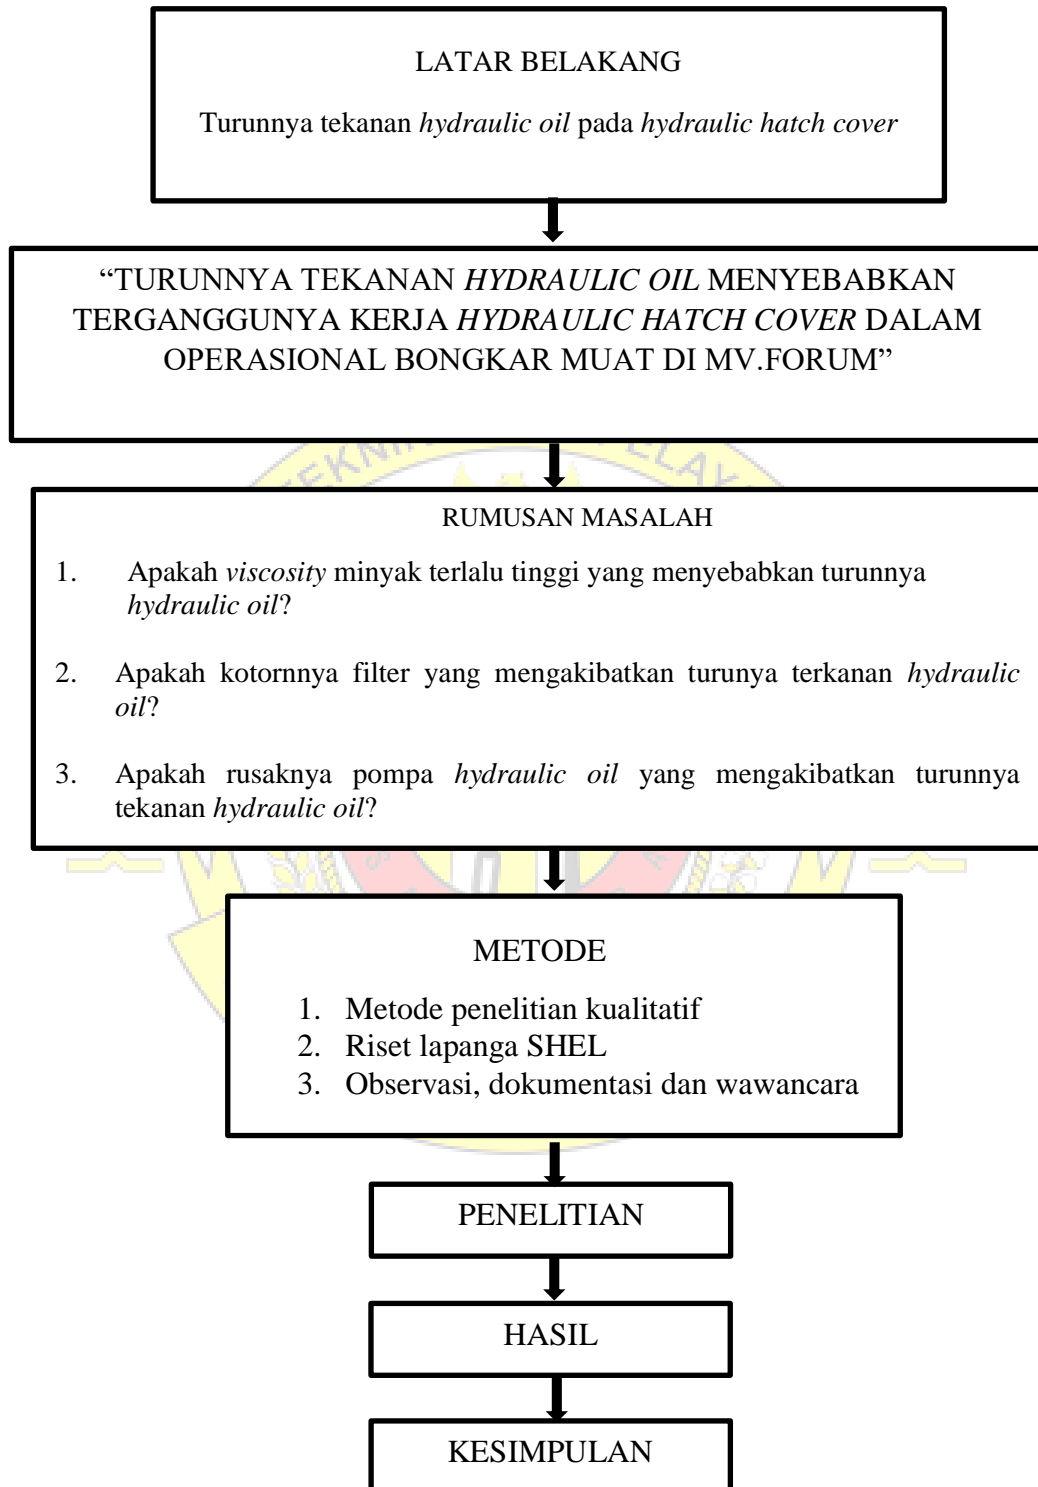 LATAR BELAKANG
Turunnya tekanan hydraulic oil pada hydraulic hatch cover
“TURUNNYA TEKANAN HYDRAULIC OIL MENYEBABKAN
TERGANGGUNYA KERJA HYDRAULIC HATCH COVER DALAM
OPERASIONAL BONGKAR MUAT DI MV.FORUM”
RUMUSAN MASALAH
1. Apakah viscosity minyak terlalu tinggi yang menyebabkan turunnya
hydraulic oil?
2. Apakah kotornnya filter yang mengakibatkan turunya terkanan hydraulic
oil?
3. Apakah rusaknya pompa hydraulic oil yang mengakibatkan turunnya
tekanan hydraulic oil?
METODE
1. Metode penelitian kualitatif
2. Riset lapanga SHEL
3. Observasi, dokumentasi dan wawancara
PENELITIAN
HASIL
KESIMPULAN